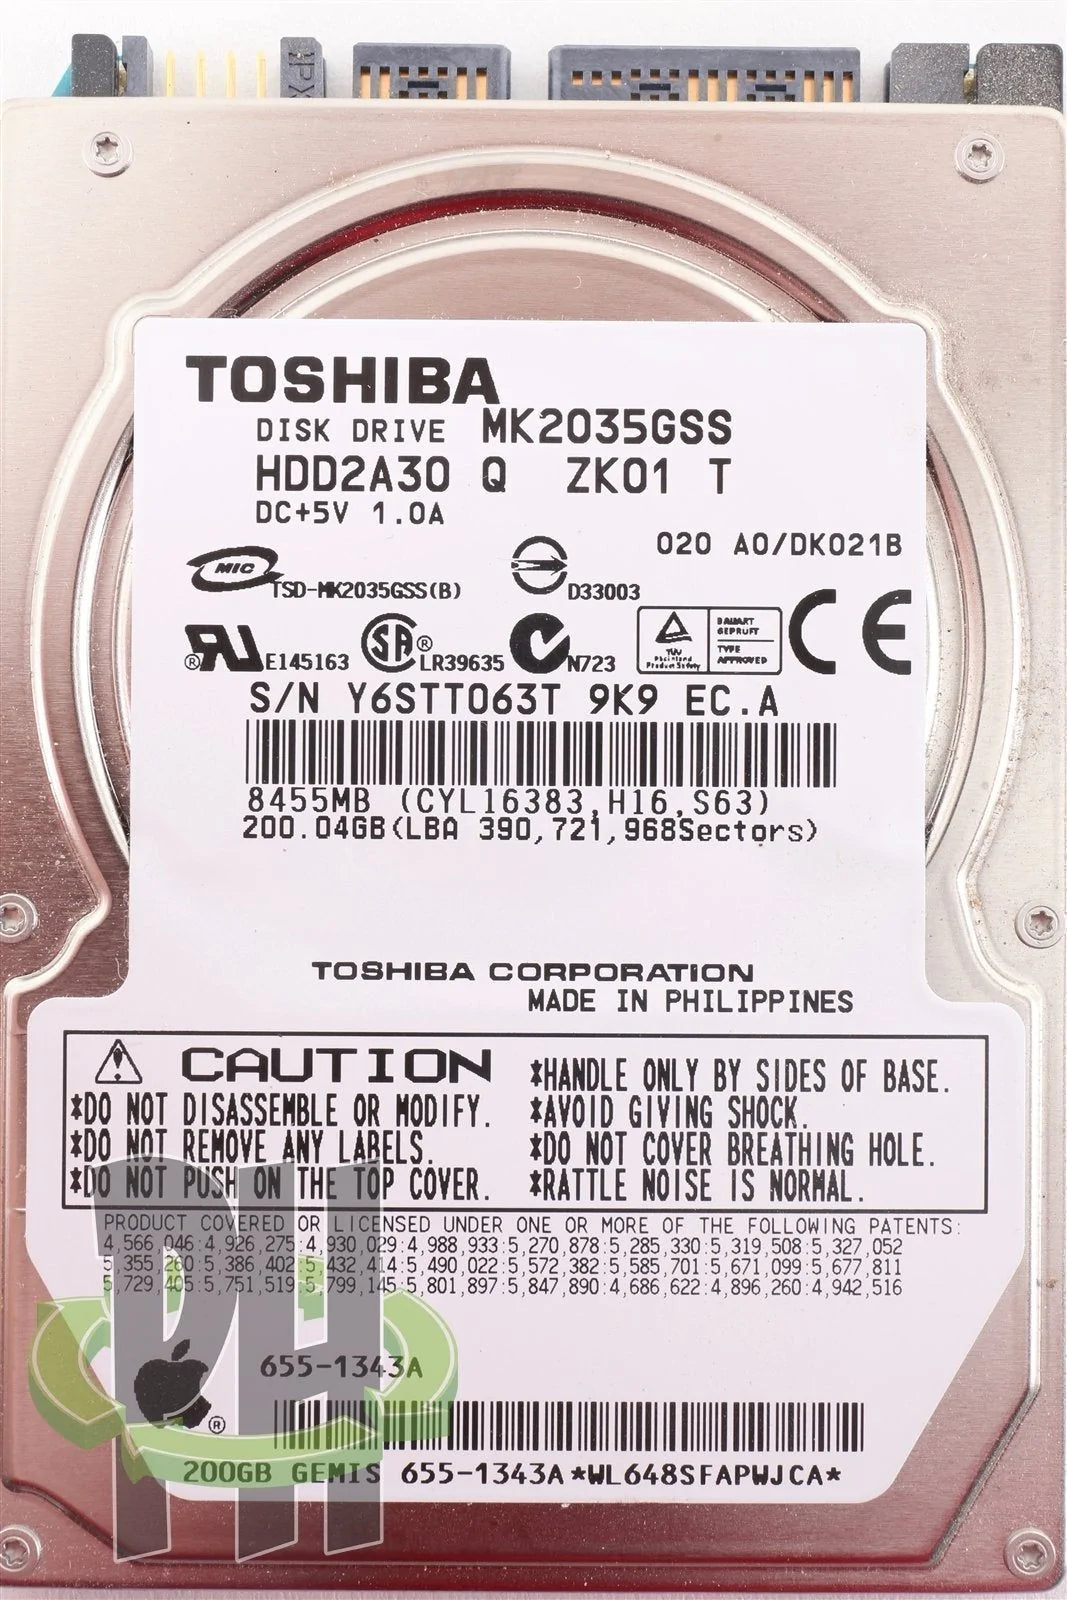 TOSHIBA
DISK DRIVE MK2035GSS
HDD2A30 Q ZK01 T
DC+5V 1.0A
020 A0/DK021B
MIC
TSD-MK2035GSS(B)
D33003
BAUART
GEPRUFT
TÜV
Rheinland
Product Safety
TYPE
APPROVED
CE
® E145163
SA ® LR39635
N723
S/N Y6STT063T 9K9 EC.A
8455MB (CYL16383,H16,S63)
200.04GB(LBA 390,721,968Sectors)
TOSHIBA CORPORATION
MADE IN PHILIPPINES
CAUTION
*DO NOT DISASSEMBLE OR MODIFY.
*DO NOT REMOVE ANY LABELS.
*DO NOT PUSH ON THE TOP COVER.
*HANDLE ONLY BY SIDES OF BASE.
*AVOID GIVING SHOCK.
*DO NOT COVER BREATHING HOLE.
*RATTLE NOISE IS NORMAL.
PRODUCT COVERED OR LICENSED UNDER ONE OR MORE OF THE FOLLOWING PATENTS:
4,566,046:4,926,275:4,930,029:4,988,933:5,270,878:5,285,330:5,319,508:5,327,052
5,355,260:5,386,402:5,432,414:5,490,022:5,572,382:5,585,701:5,671,099:5,677,811
5,729,405:5,751,519:5,799,145:5,801,897:5,847,890:4,686,622:4,896,260:4,942,516
PH
655-1343A
®
200GB GEMIS 655-1343A*WL648SFAPWJCA*